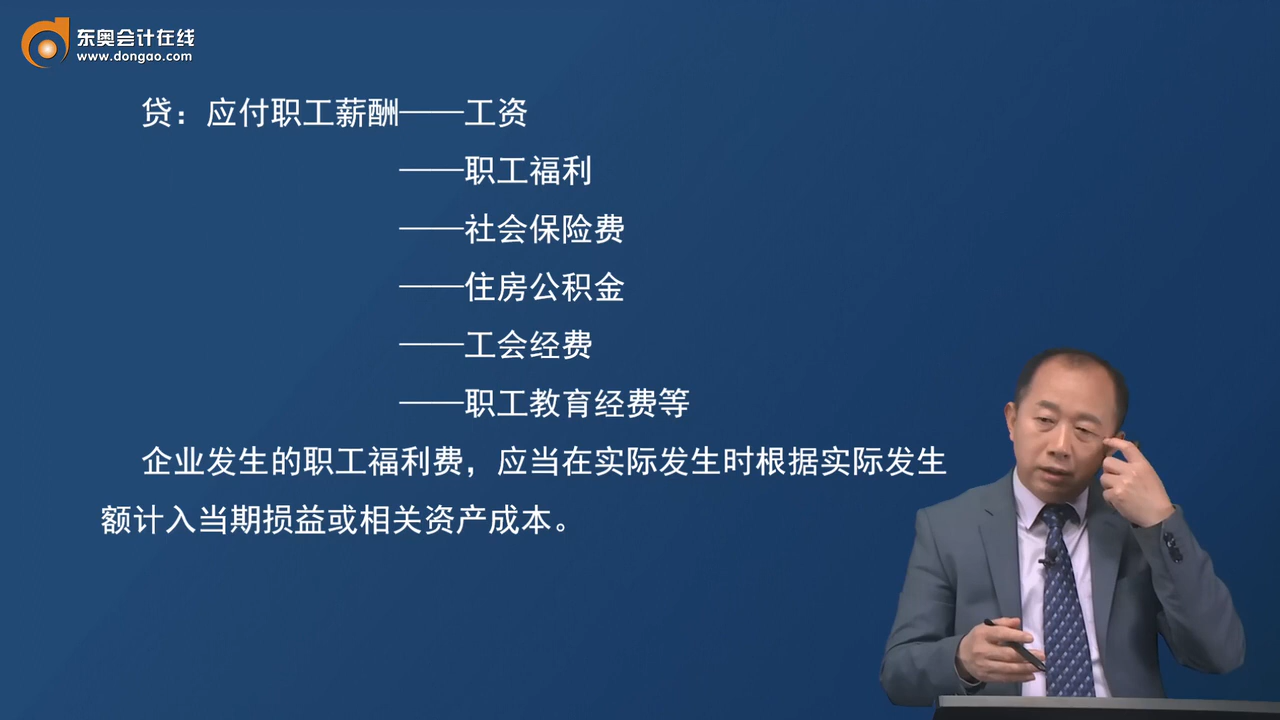 东奥会计在线
www.dongao.com
贷：应付职工薪酬——工资
——职工福利
——社会保险费
——住房公积金
——工会经费
——职工教育经费等
企业发生的职工福利费，应当在实际发生时根据实际发生
额计入当期损益或相关资产成本。